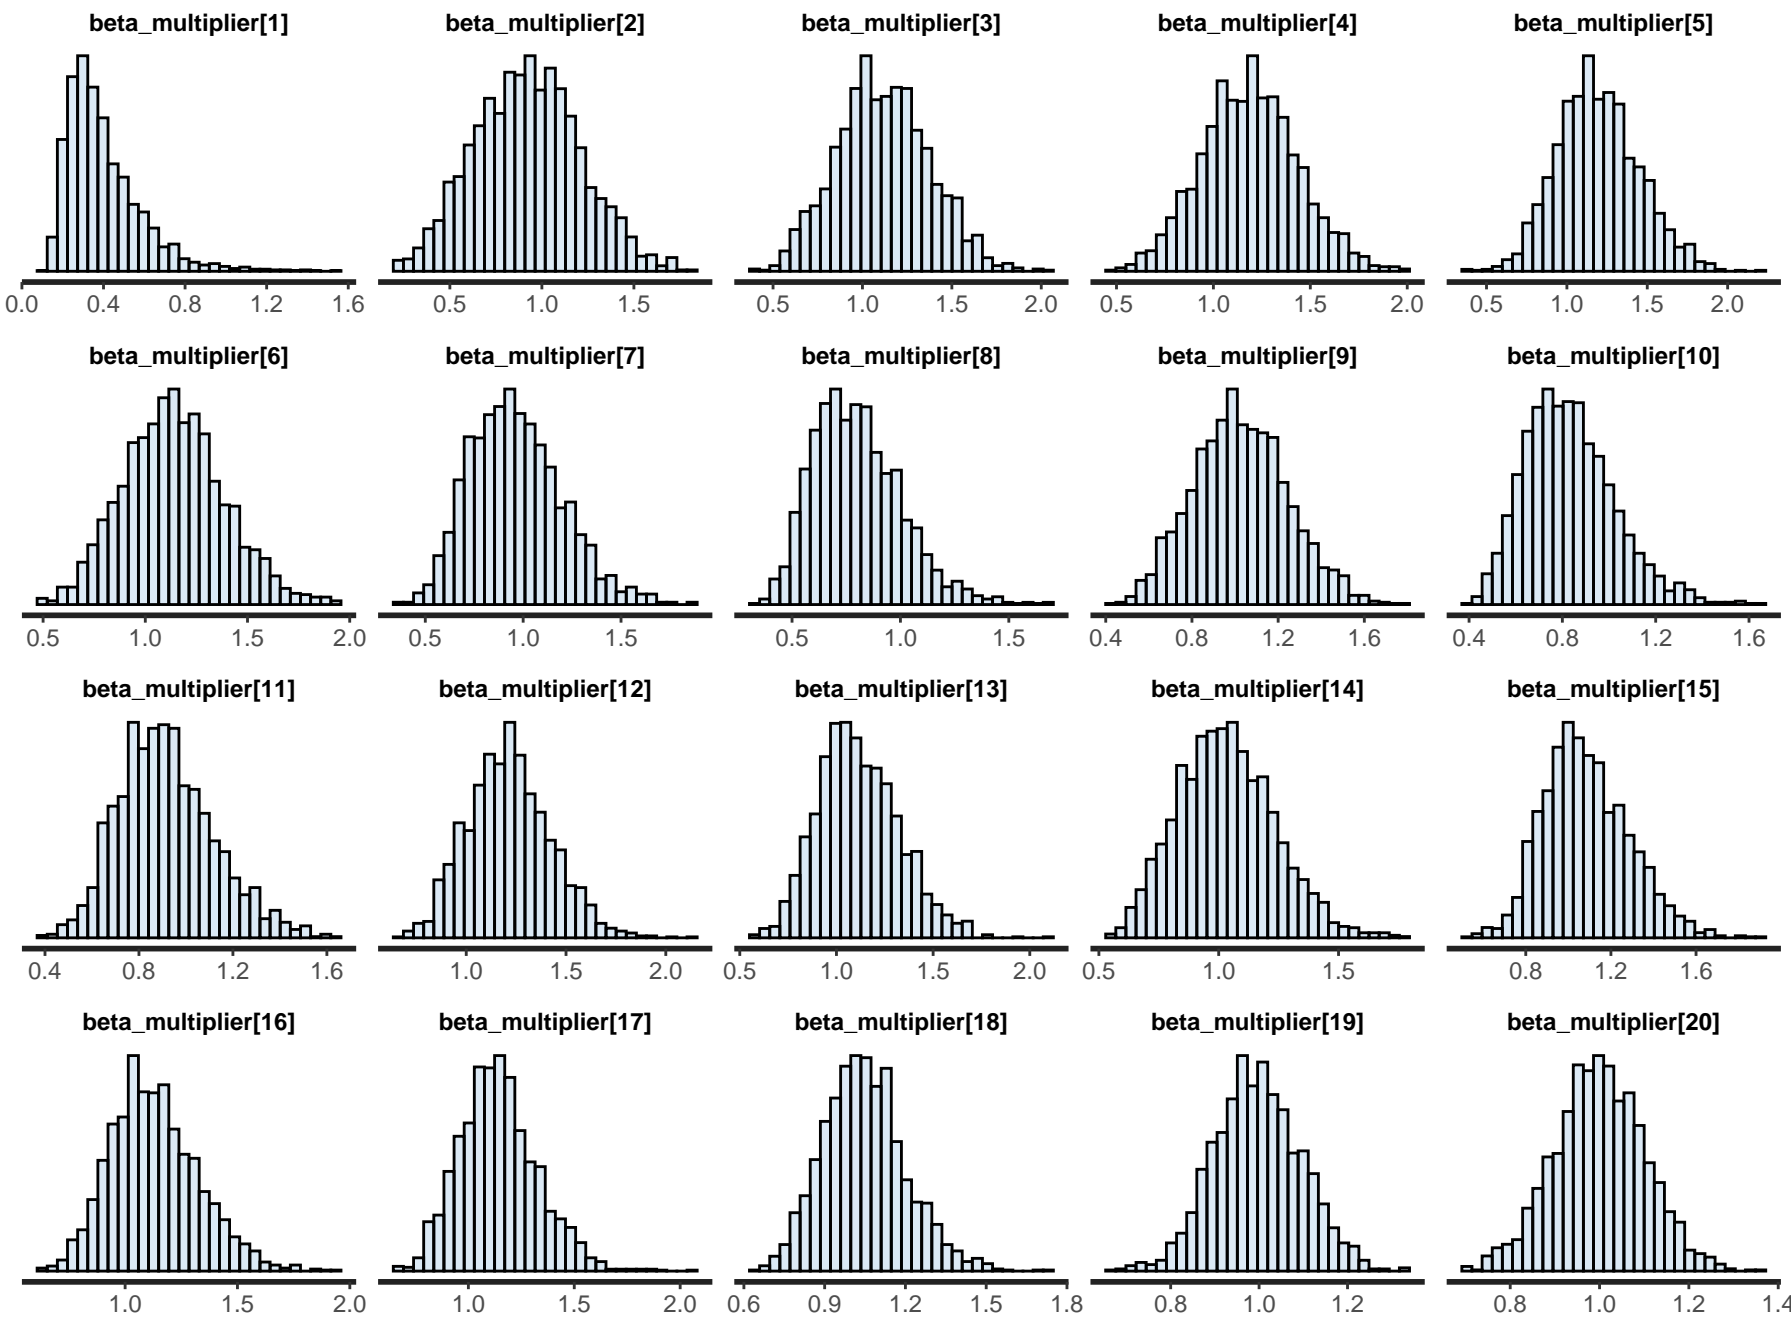 beta_multiplier[1] beta_multiplier[2] beta_multiplier[3] beta_multiplier[4] beta_multiplier[5]
0.0 0.4 0.8 1.2 1.6 0.5 1.0 1.5 0.5 1.0 1.5 2.0 0.5 1.0 1.5 2.0 0.5 1.0 1.5 2.0
beta_multiplier[6] beta_multiplier[7] beta_multiplier[8] beta_multiplier[9] beta_multiplier[10]
0.5 1.0 1.5 2.0 0.5 1.0 1.5 0.5 1.0 1.5 0.4 0.8 1.2 1.6 0.4 0.8 1.2 1.6
beta_multiplier[11] beta_multiplier[12] beta_multiplier[13] beta_multiplier[14] beta_multiplier[15]
0.4 0.8 1.2 1.6 1.0 1.5 2.0 0.5 1.0 1.5 2.0 0.5 1.0 1.5 0.8 1.2 1.6
beta_multiplier[16] beta_multiplier[17] beta_multiplier[18] beta_multiplier[19] beta_multiplier[20]
1.0 1.5 2.0 1.0 1.5 2.0 0.6 0.9 1.2 1.5 1.8 0.8 1.0 1.2 0.8 1.0 1.2 1.4